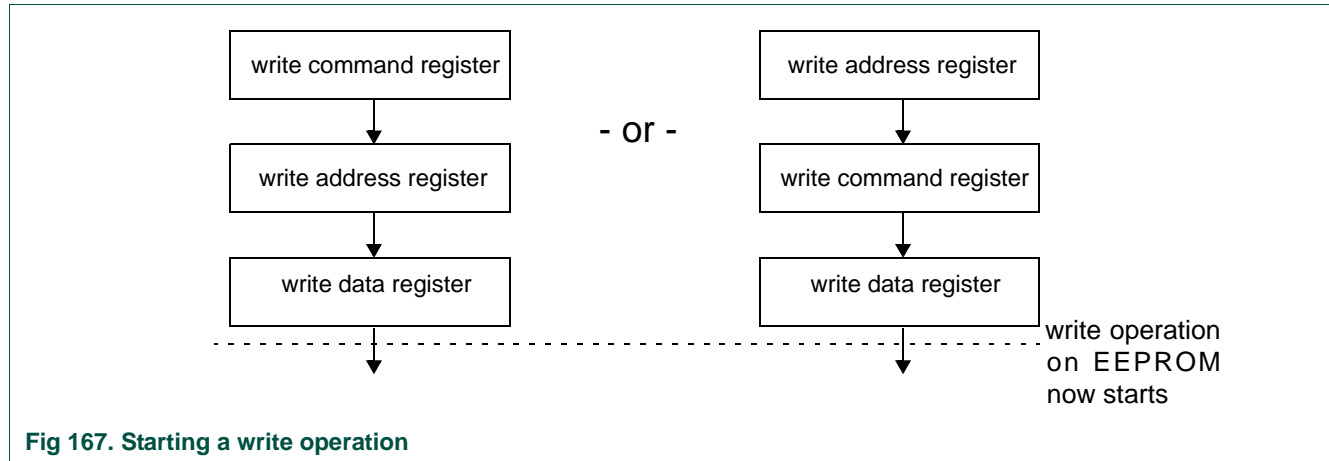 write command register
write address register
write data register
- or -
write address register
write command register
write data register
write operation
on EEPROM
now starts
Fig 167. Starting a write operation